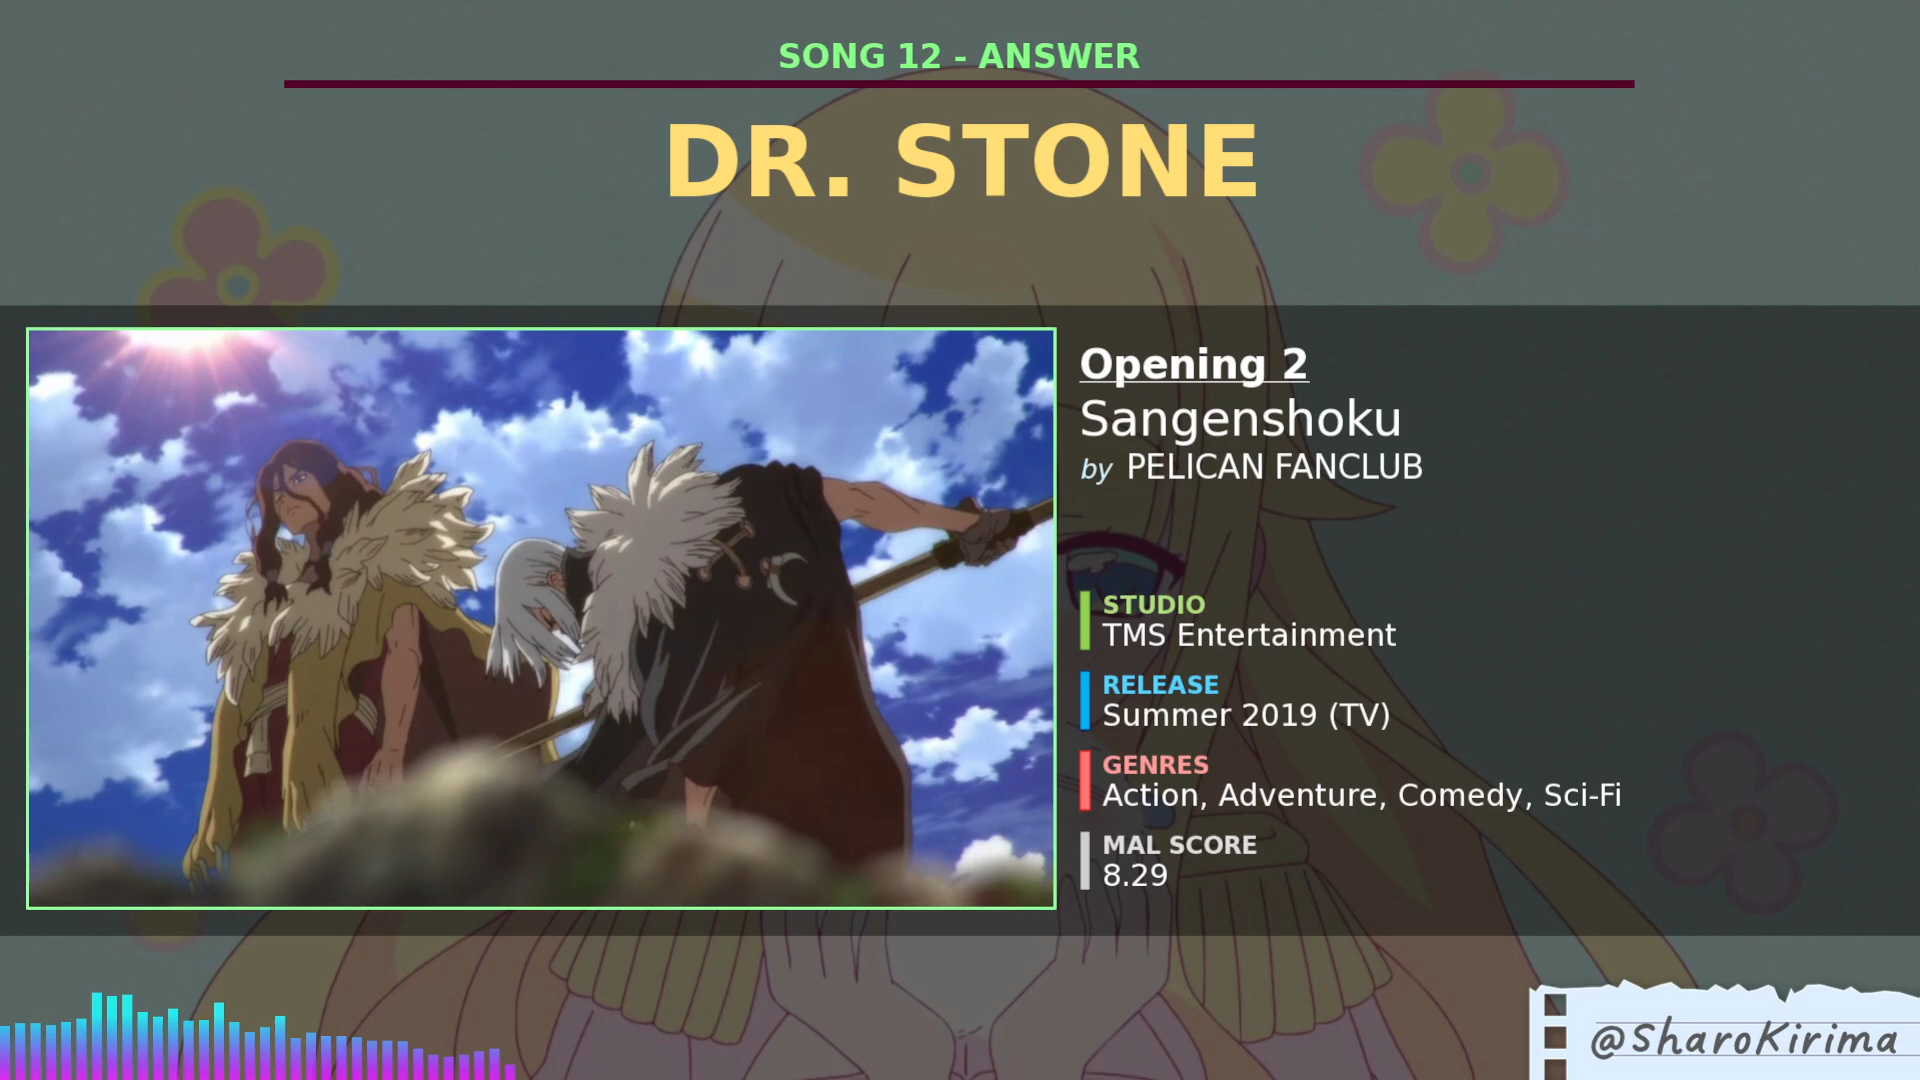 SONG 12 - ANSWER
DR. STONE
Opening 2
Sangenshoku
by PELICAN FANCLUB
STUDIO
TMS Entertainment
RELEASE
Summer 2019 (TV)
GENRES
Action, Adventure, Comedy, Sci-Fi
MAL SCORE
8.29
@SharoKirima